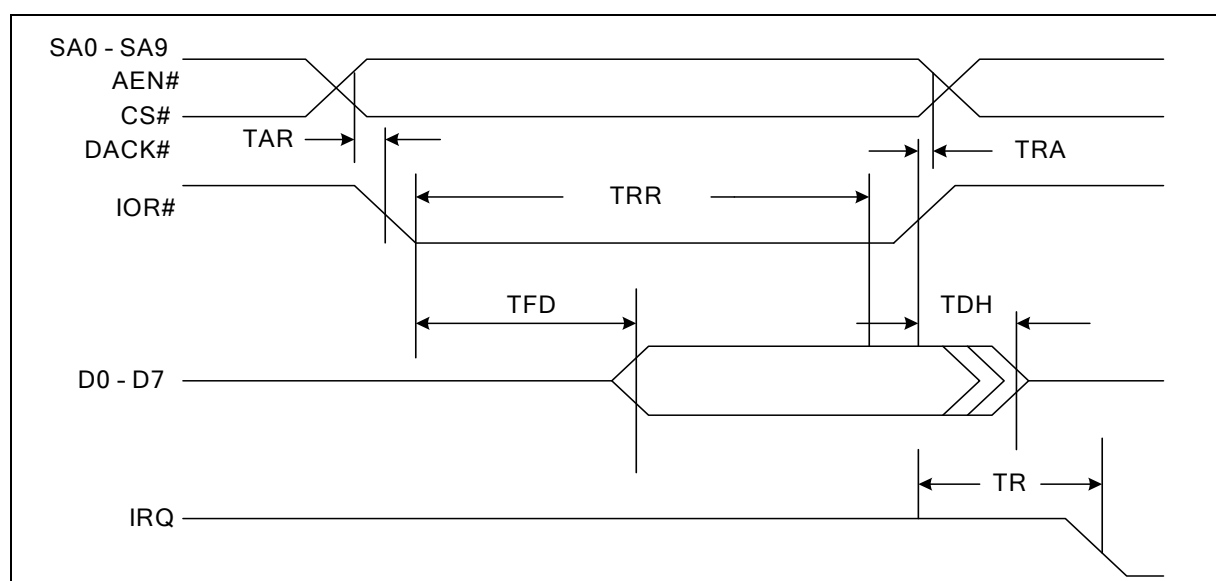 SA0 - SA9
AEN#
CS#
TAR
DACK#
TRA
TRR
IOR#
TFD
TDH
D0 - D7
TR
IRQ